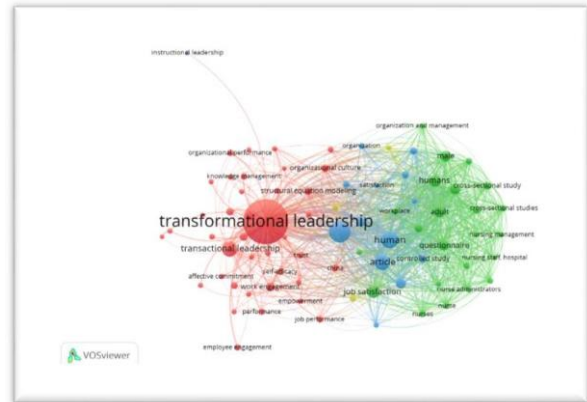 instructional leadership
organization and management
organizational performance
organization
male
organizational culture
knowledge management
satisfaction
humans
cross-sectional study
structural equation modeling
workplace
adult
cross-sectional studies
transformational leadership
nursing management
human
questionnaire
transactional leadership
trust
article
controlled study
nursing staff hospital
china
affective commitment
self efficacy
work engagement
nurse administrators
job satisfaction
empowerment
nurse
performance
job performance
nurses
employee engagement
VOSviewer